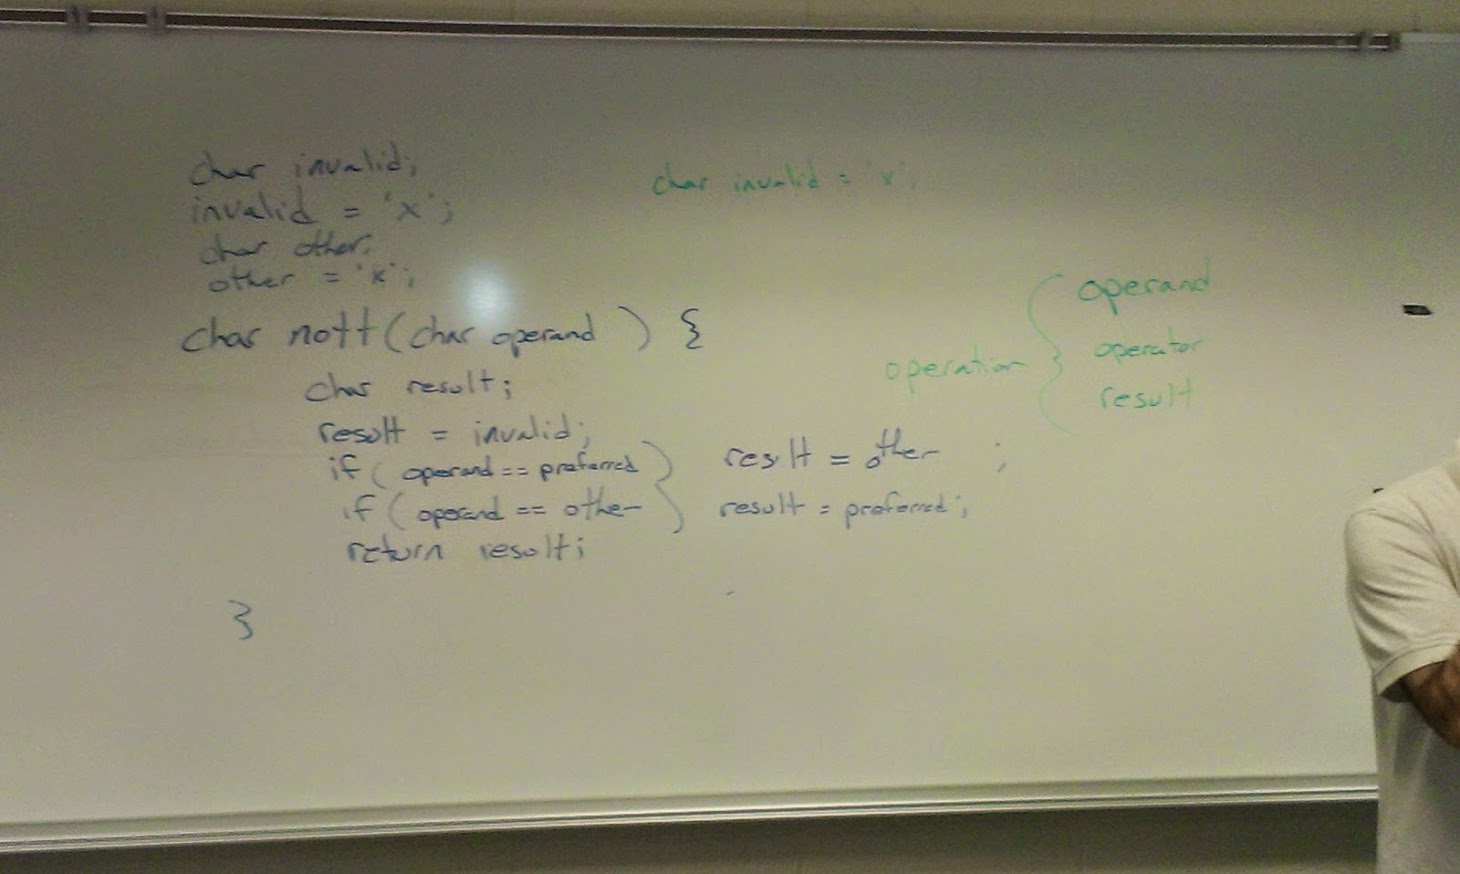 char invalid;
invalid = 'x';
char other;
other = 'k';
char nott(char operand) {
char result;
result = invalid;
if (operand == preferred) result = other ;
if (operand == other) result = preferred;
return result;
}
char invalid = 'x';
operation { operand
operator
result